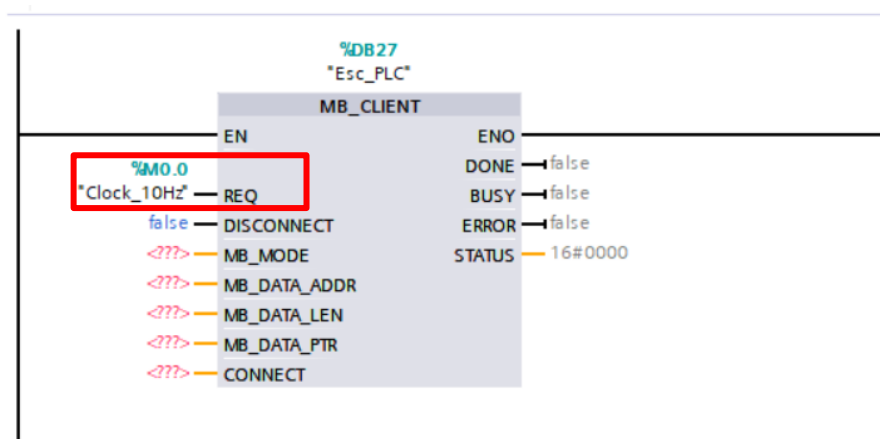 %DB27
"Esc_PLC"
MB_CLIENT
EN ENO
%M0.0 DONE false
"Clock_10Hz" REQ BUSY false
false DISCONNECT ERROR false
<???> MB_MODE STATUS 16#0000
<???> MB_DATA_ADDR
<???> MB_DATA_LEN
<???> MB_DATA_PTR
<???> CONNECT